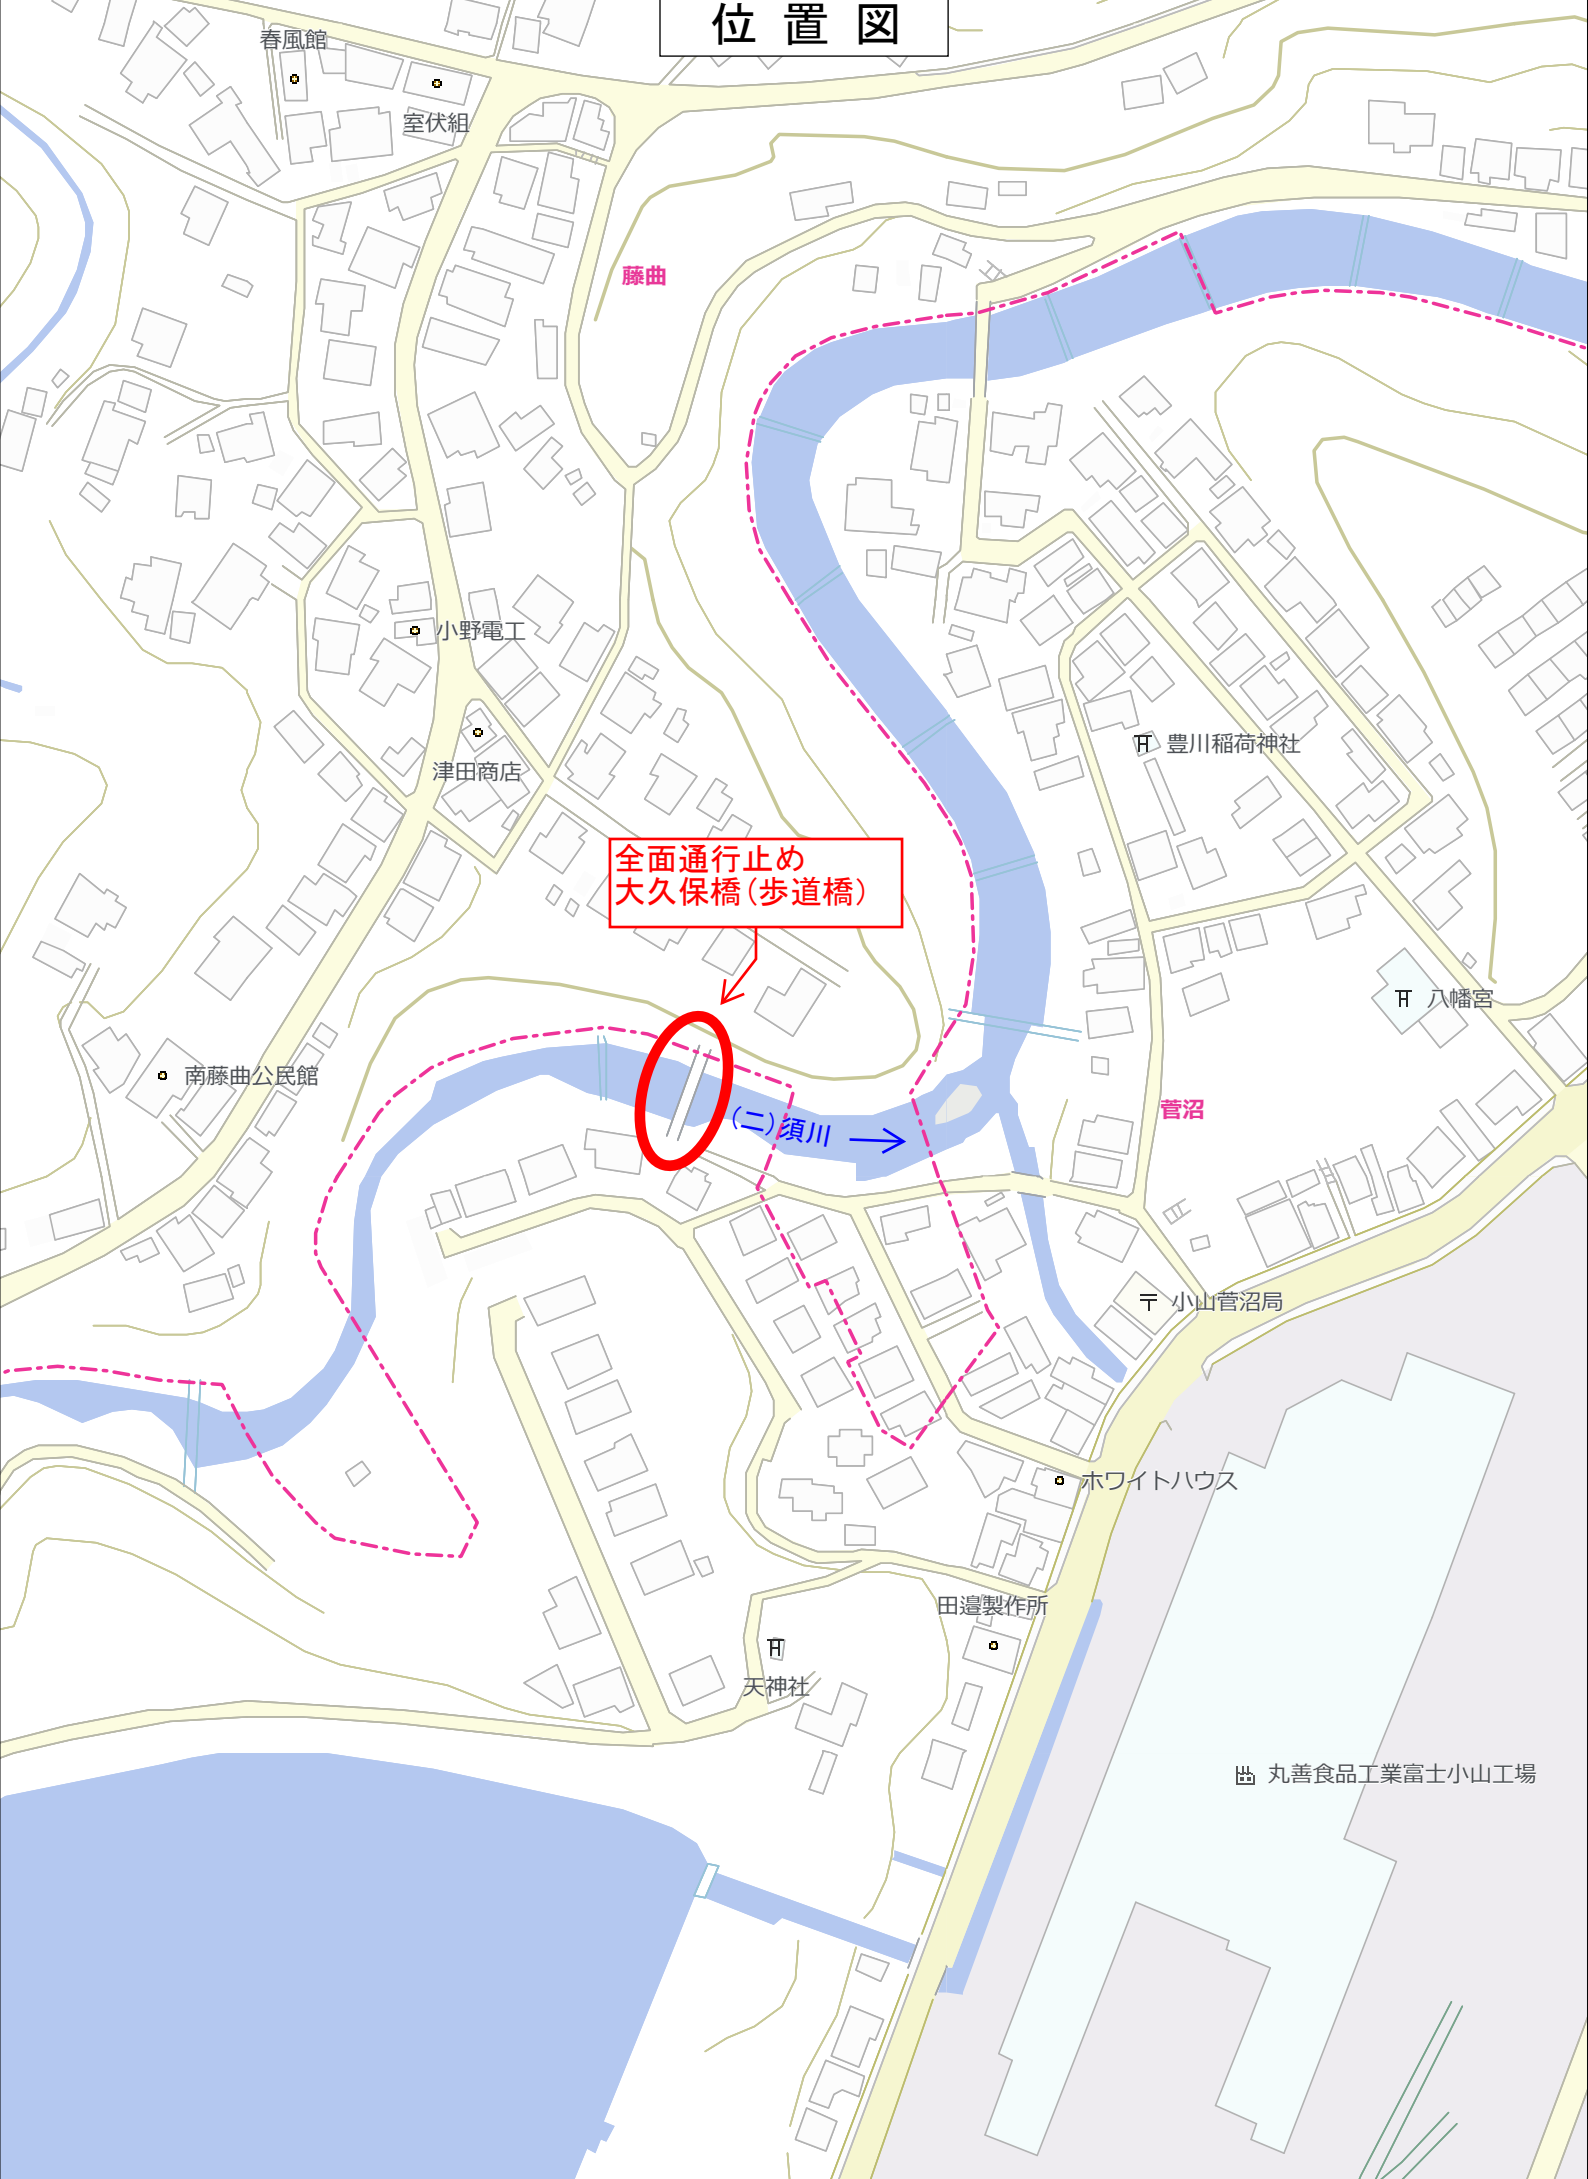 位置図
春風館
室伏組
藤曲
小野電工
豊川稲荷神社
津田商店
全面通行止め
大久保橋(歩道橋)
八幡宮
南藤曲公民館
(二)須川
菅沼
小山菅沼局
ホワイトハウス
田邉製作所
天神社
丸善食品工業富士小山工場